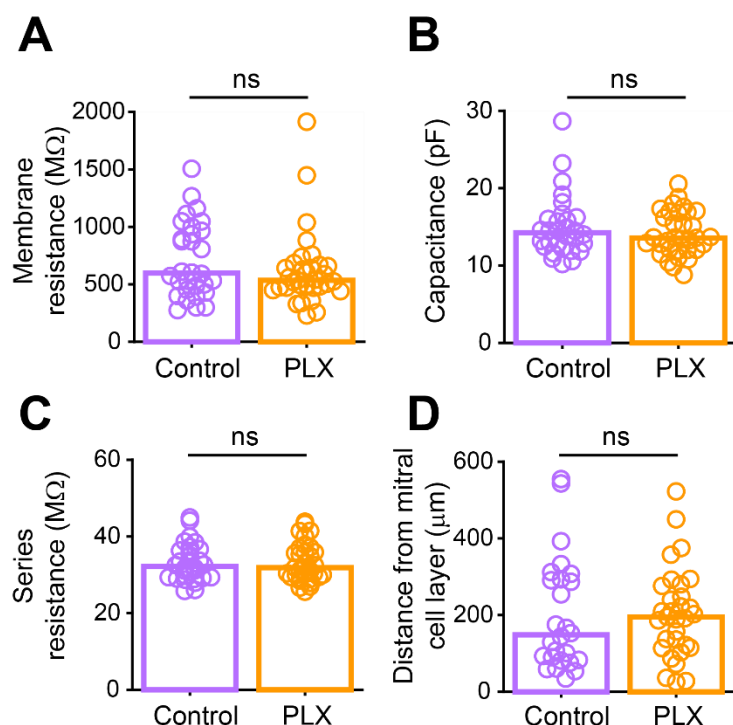 A
ns
Membrane
resistance (MΩ)
2000
1500
1000
500
0
Control PLX
B
ns
Capacitance (pF)
30
20
10
0
Control PLX
C
ns
Series
resistance (MΩ)
60
40
20
0
Control PLX
D
ns
Distance from mitral
cell layer (μm)
600
400
200
0
Control PLX